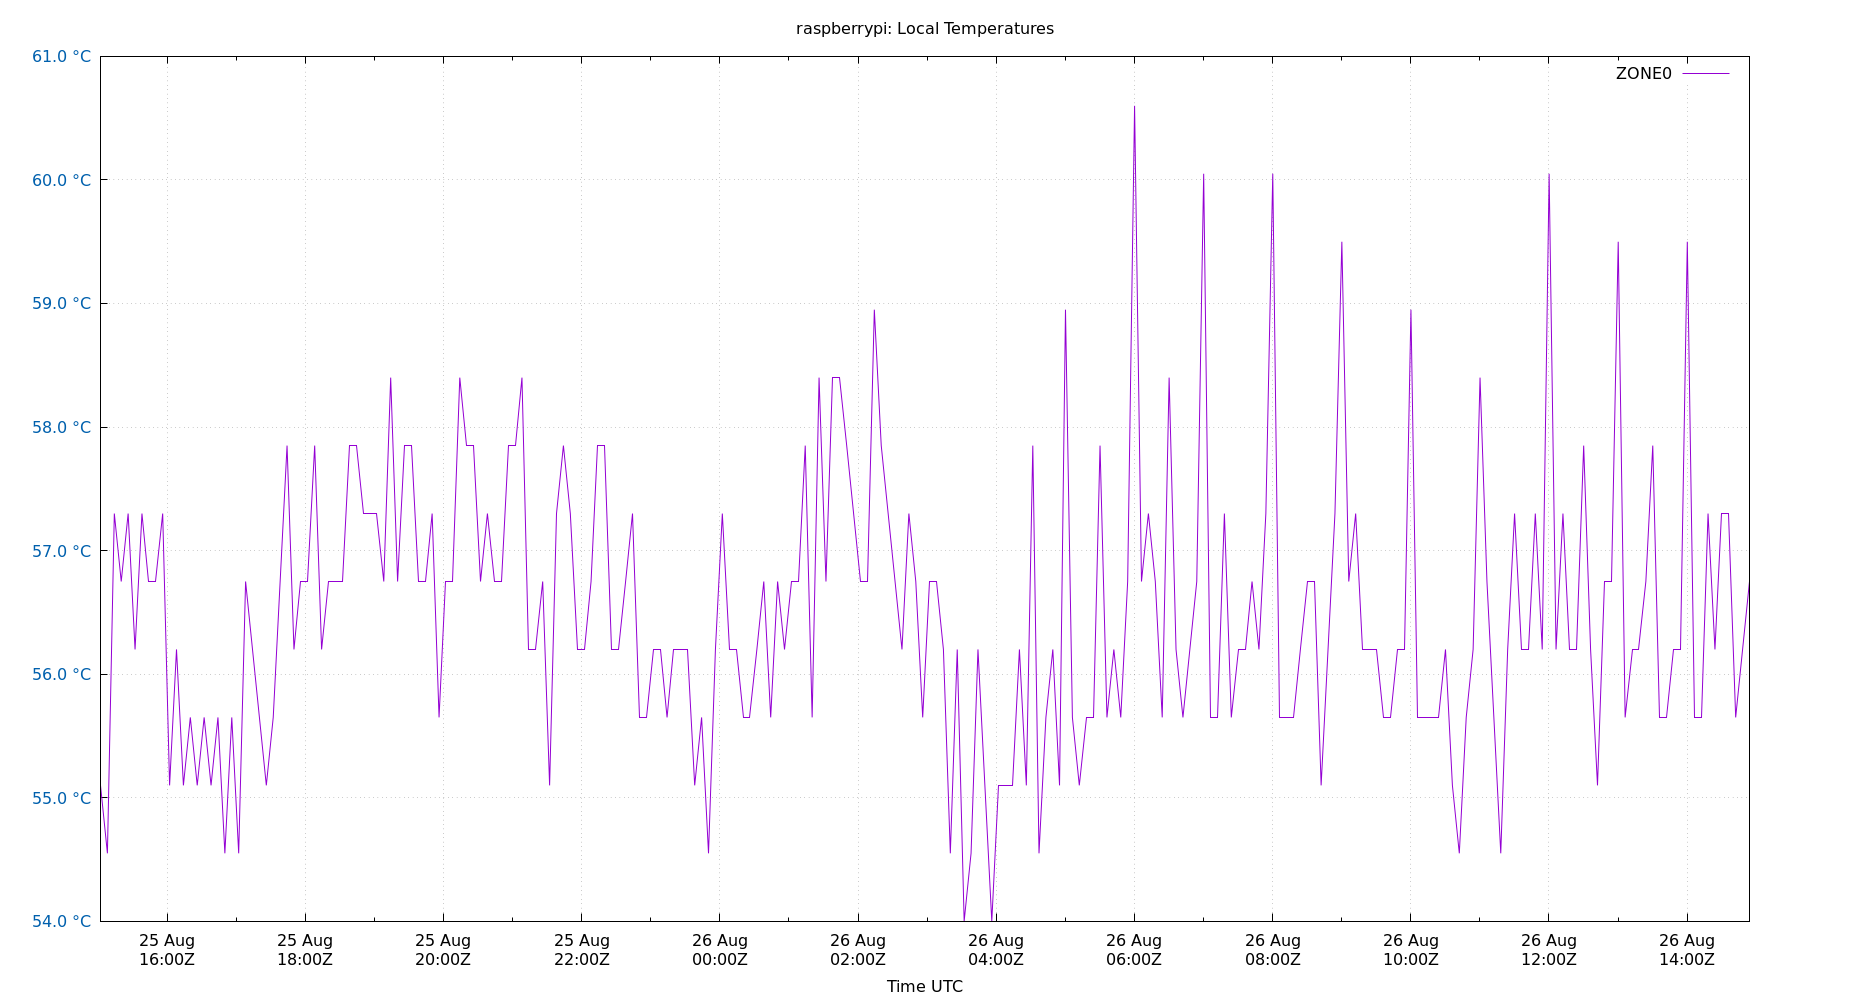 raspberrypi: Local Temperatures
61.0 °C
ZONE0
60.0 °C
59.0 °C
58.0 °C
57.0 °C
56.0 °C
55.0 °C
54.0 °C
25 Aug 25 Aug 25 Aug 25 Aug 26 Aug 26 Aug 26 Aug 26 Aug 26 Aug 26 Aug 26 Aug 26 Aug
16:00Z 18:00Z 20:00Z 22:00Z 00:00Z 02:00Z 04:00Z 06:00Z 08:00Z 10:00Z 12:00Z 14:00Z
Time UTC